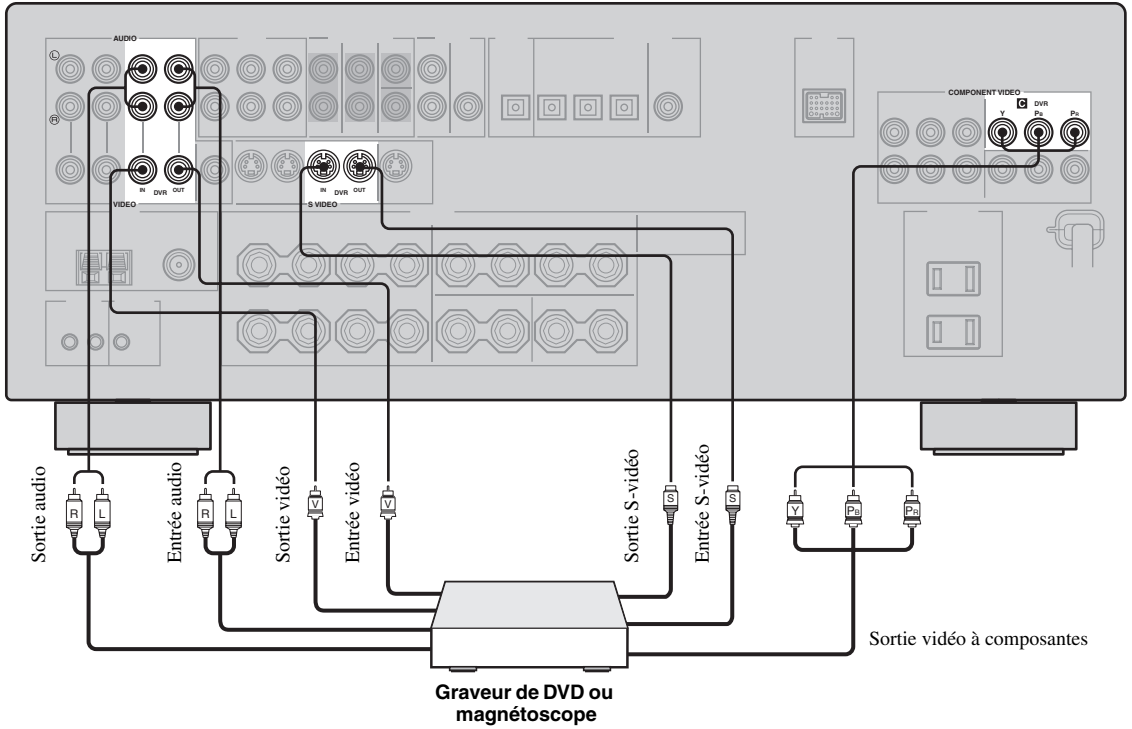 AUDIO
L
R
IN DVR OUT
VIDEO
IN DVR OUT
S VIDEO
COMPONENT VIDEO
C DVR
Y PB PR
Sortie audio
Entrée audio
Sortie vidéo
Entrée vidéo
Sortie S-vidéo
Entrée S-vidéo
R L
R L
V
V
S
S
Y
PB
PR
Sortie vidéo à composantes
Graveur de DVD ou
magnétoscope